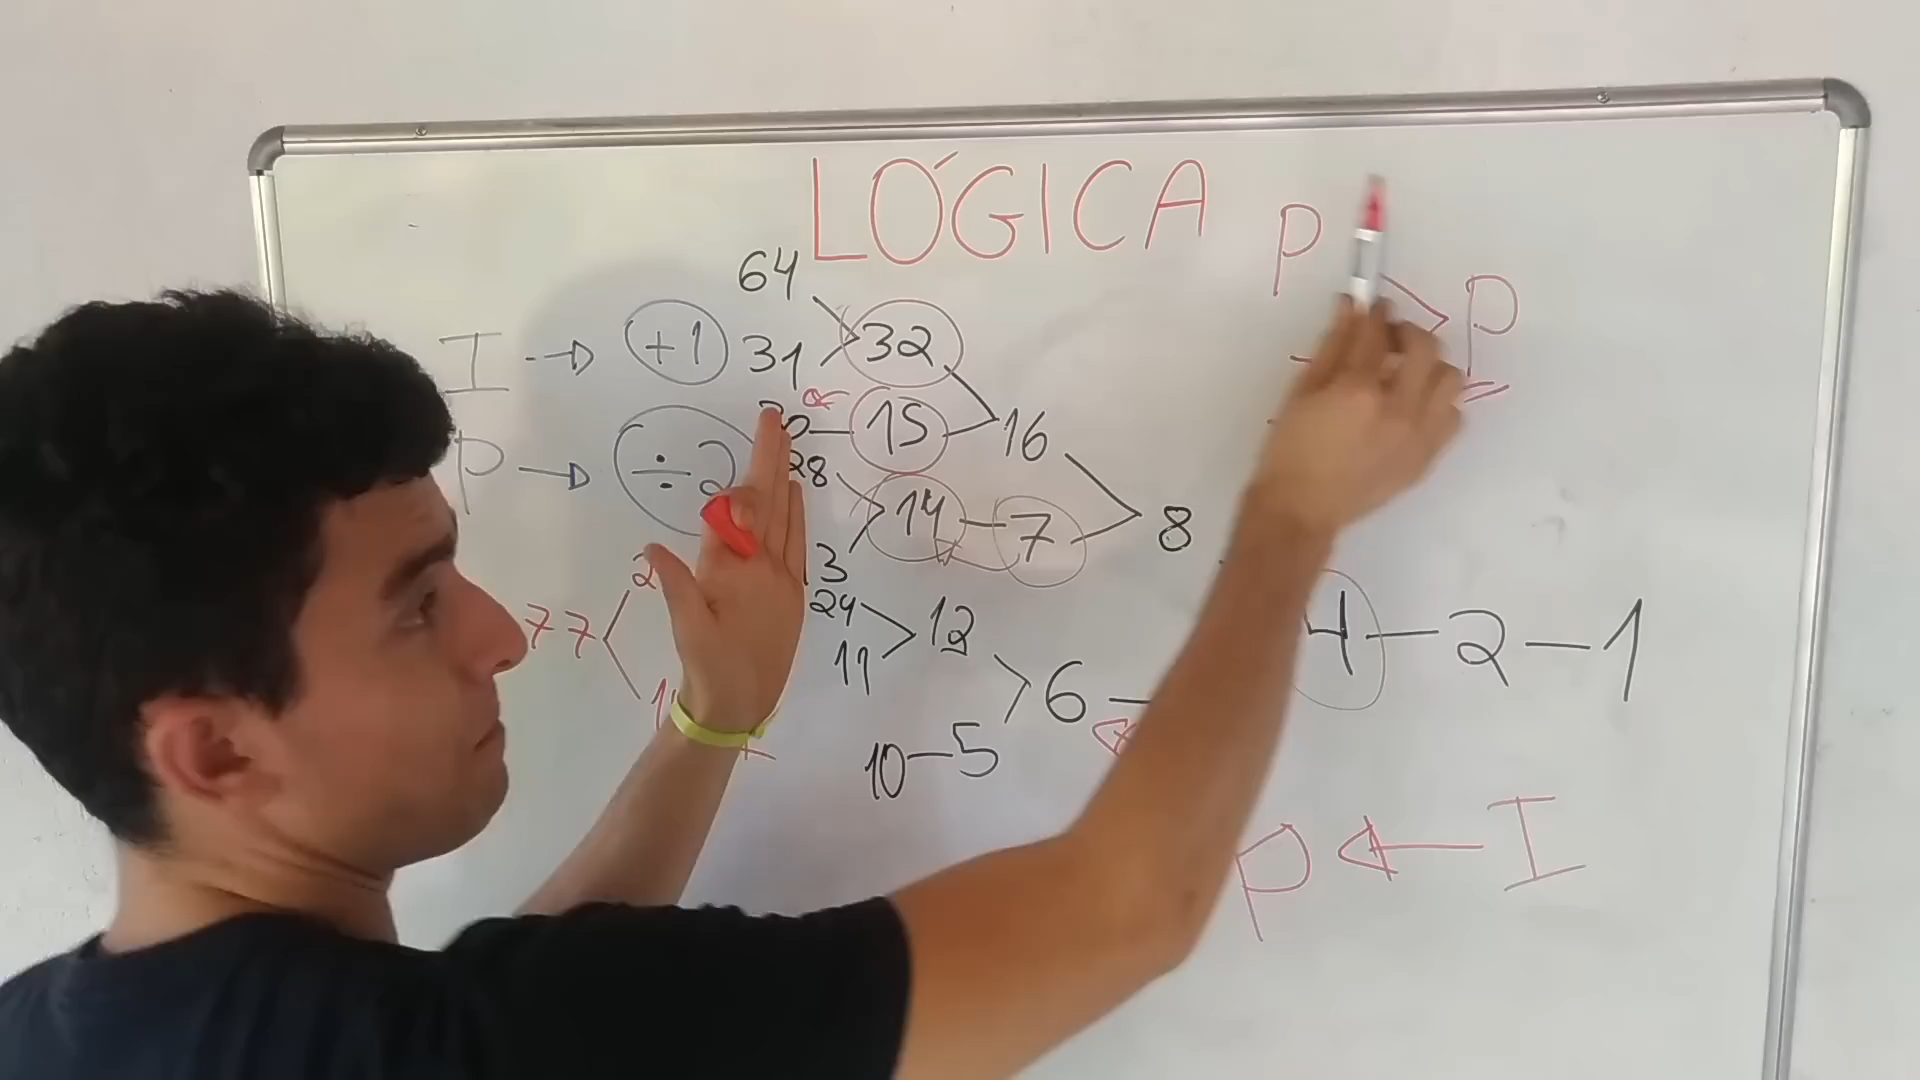 LÓGICA
P
P
64
I → +1 31 32
15 16
P → ÷2 28
14 — 7 8
13
77 24 12
11 6 4 — 2 — 1
10 — 5
P ← I